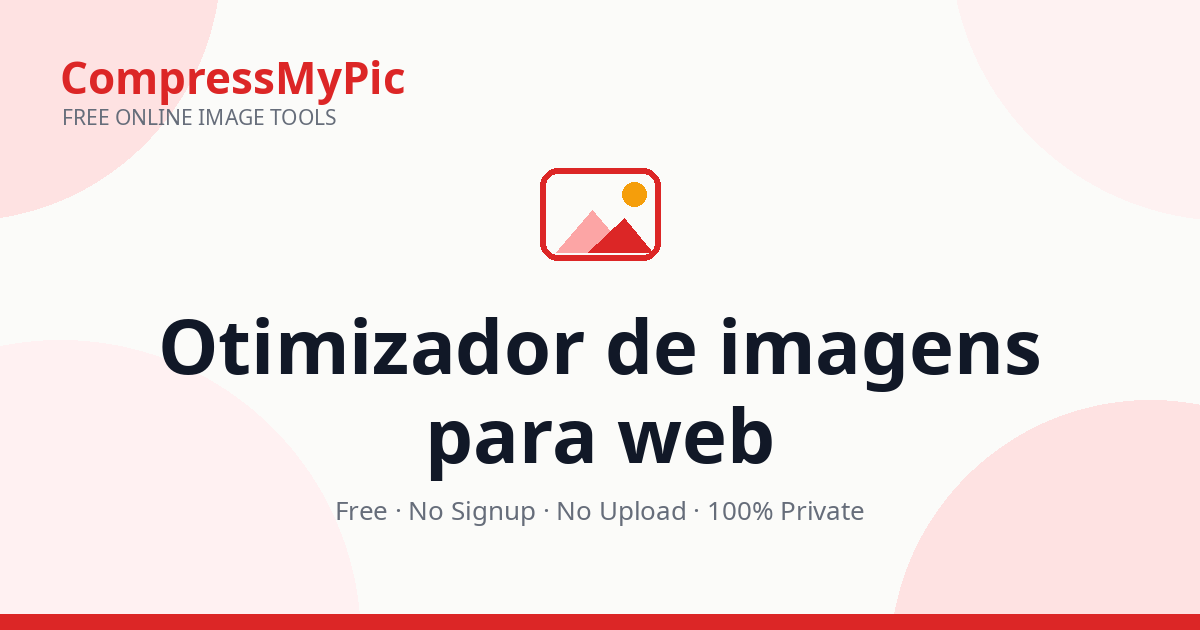 CompressMyPic
FREE ONLINE IMAGE TOOLS
Otimizador de imagens
para web
Free · No Signup · No Upload · 100% Private